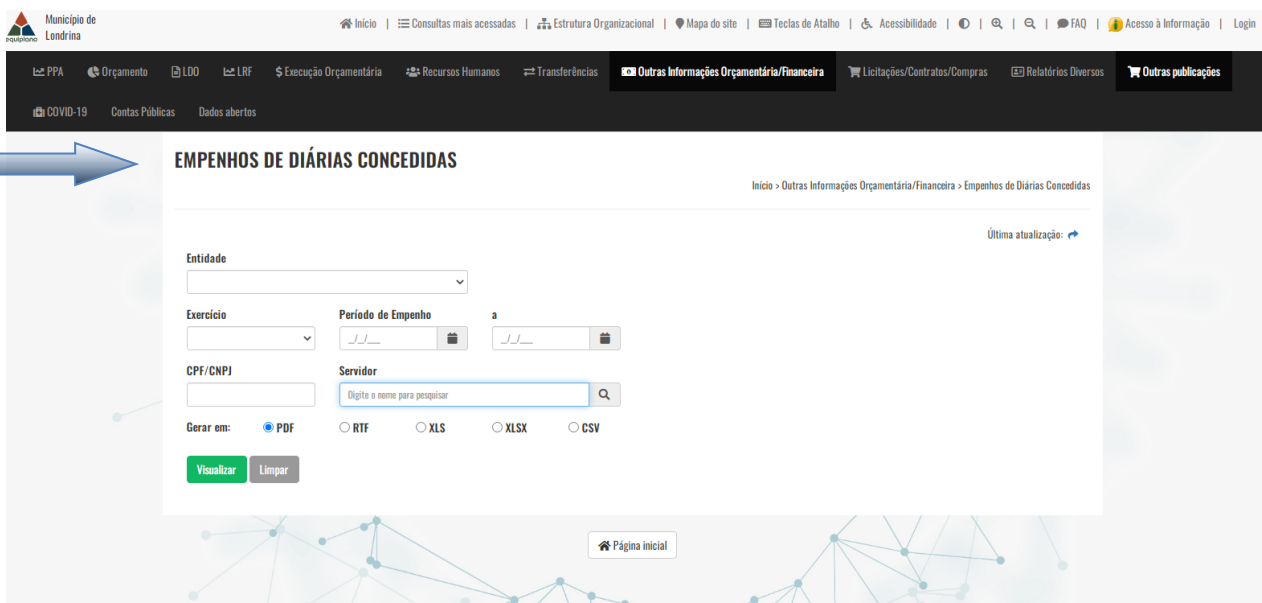 Município de
Londrina
equiplano
Início | Consultas mais acessadas | Estrutura Organizacional | Mapa do site | Teclas de Atalho | Acessibilidade | | | | FAQ | Acesso à Informação | Login
PPA Orçamento LDO LRF $ Execução Orçamentária Recursos Humanos Transferências Outras Informações Orçamentária/Financeira Licitações/Contratos/Compras Relatórios Diversos Outras publicações
COVID-19 Contas Públicas Dados abertos
EMPENHOS DE DIÁRIAS CONCEDIDAS
Início > Outras Informações Orçamentária/Financeira > Empenhos de Diárias Concedidas
Última atualização:
Entidade
Exercício Período de Empenho a
_/_/__ _/_/__
CPF/CNPJ Servidor
Digite o nome para pesquisar
Gerar em: PDF RTF XLS XLSX CSV
Visualizar Limpar
Página inicial